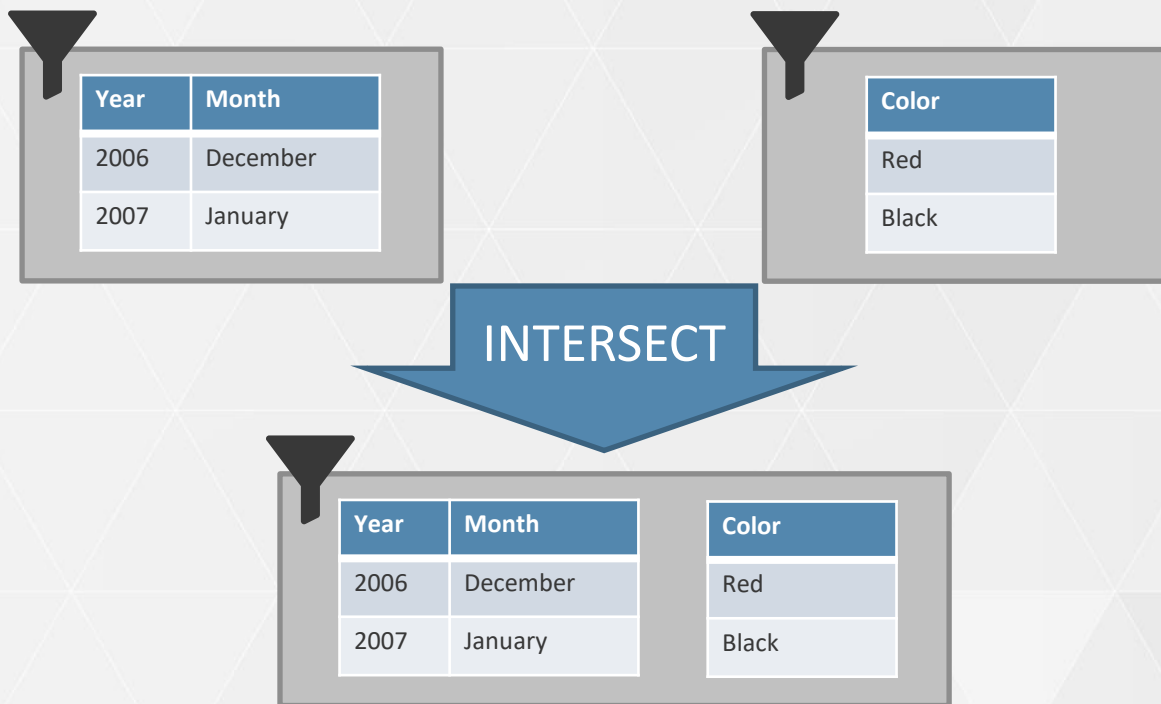 Year Month
2006 December
2007 January
Color
Red
Black
INTERSECT
Year Month
2006 December
2007 January
Color
Red
Black